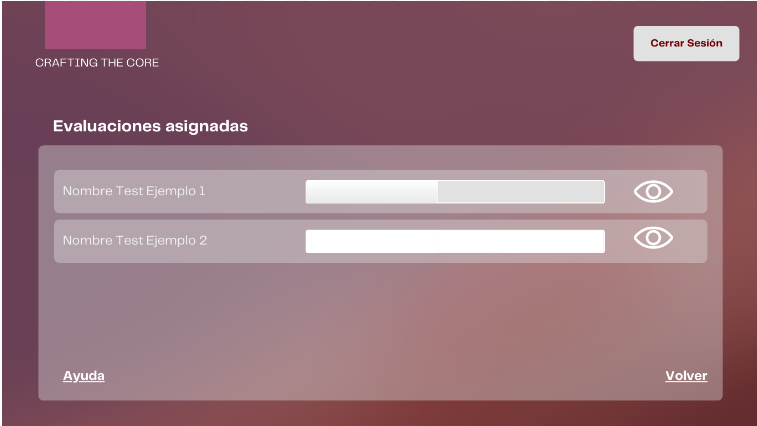 CRAFTING THE CORE
Cerrar Sesión
Evaluaciones asignadas
Nombre Test Ejemplo 1
Nombre Test Ejemplo 2
Ayuda
Volver